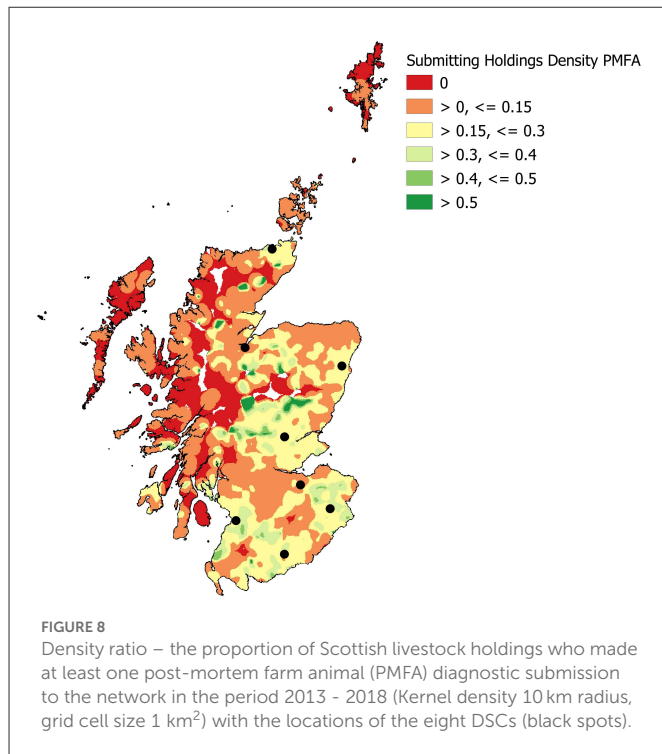 Submitting Holdings Density PMFA
0
> 0, <= 0.15
> 0.15, <= 0.3
> 0.3, <= 0.4
> 0.4, <= 0.5
> 0.5
FIGURE 8
Density ratio – the proportion of Scottish livestock holdings who made
at least one post-mortem farm animal (PMFA) diagnostic submission
to the network in the period 2013 - 2018 (Kernel density 10 km radius,
grid cell size 1 km²) with the locations of the eight DSCs (black spots).